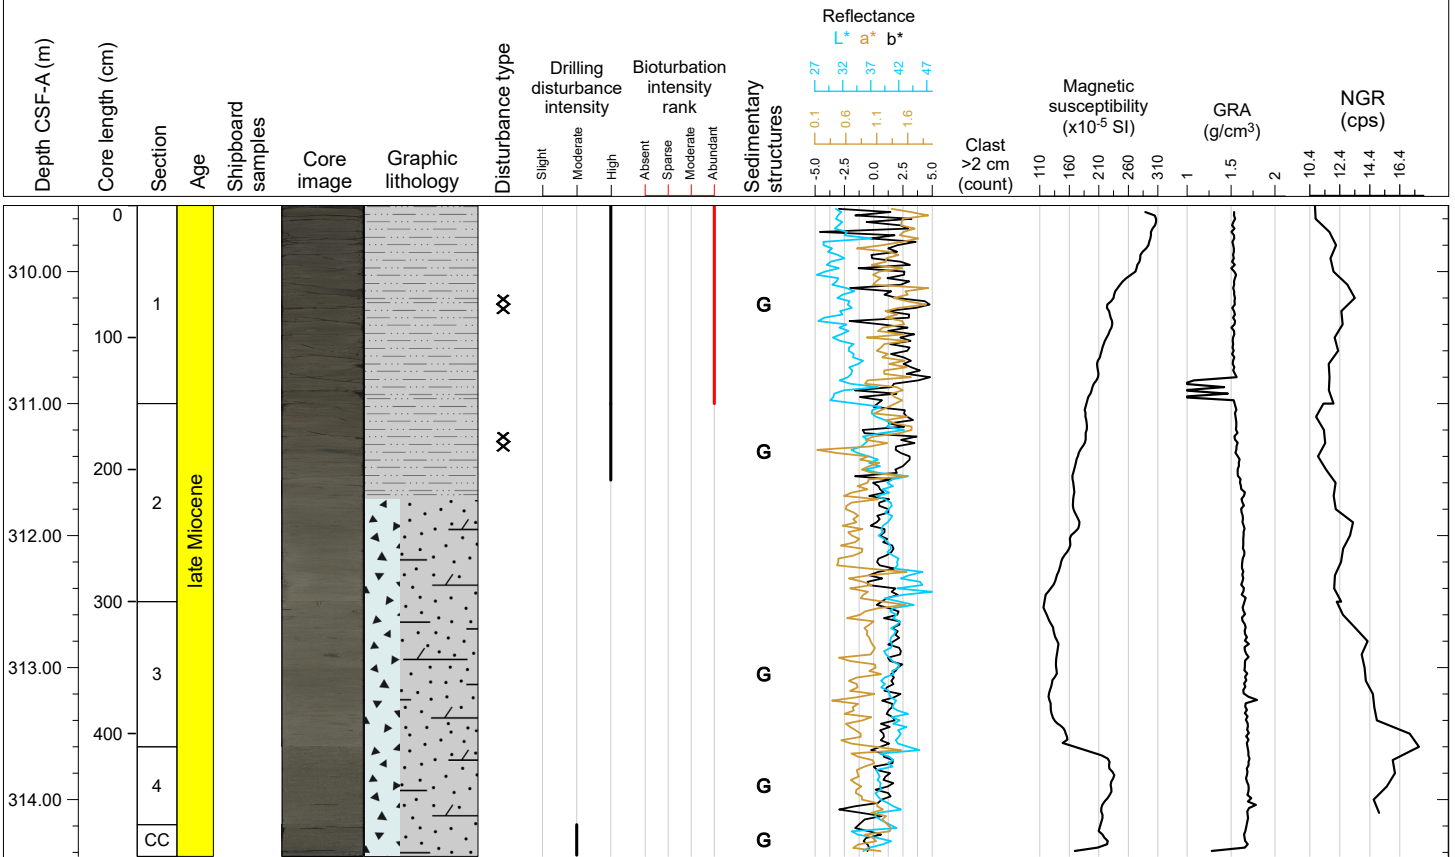 Depth CSF-A (m)
Core length (cm)
Section
Age
Shipboard
samples
Core
image
Graphic
lithology
Disturbance type
Drilling
disturbance
intensity
Slight
Moderate
High
Bioturbation
intensity
rank
Absent
Sparse
Moderate
Abundant
Sedimentary
structures
Reflectance
L* a* b*
27 32 37 42 47
0.1 0.6 1.1 1.6
-5.0 -2.5 0.0 2.5 5.0
Clast
>2 cm
(count)
Magnetic
susceptibility
(x10-5 SI)
110 160 210 260 310
GRA
(g/cm3)
1 1.5 2
NGR
(cps)
10.4 12.4 14.4 16.4
0
310.00
1
G
100
311.00
G
200
late Miocene
2
312.00
300
313.00
3
G
400
4
G
314.00
CC
G